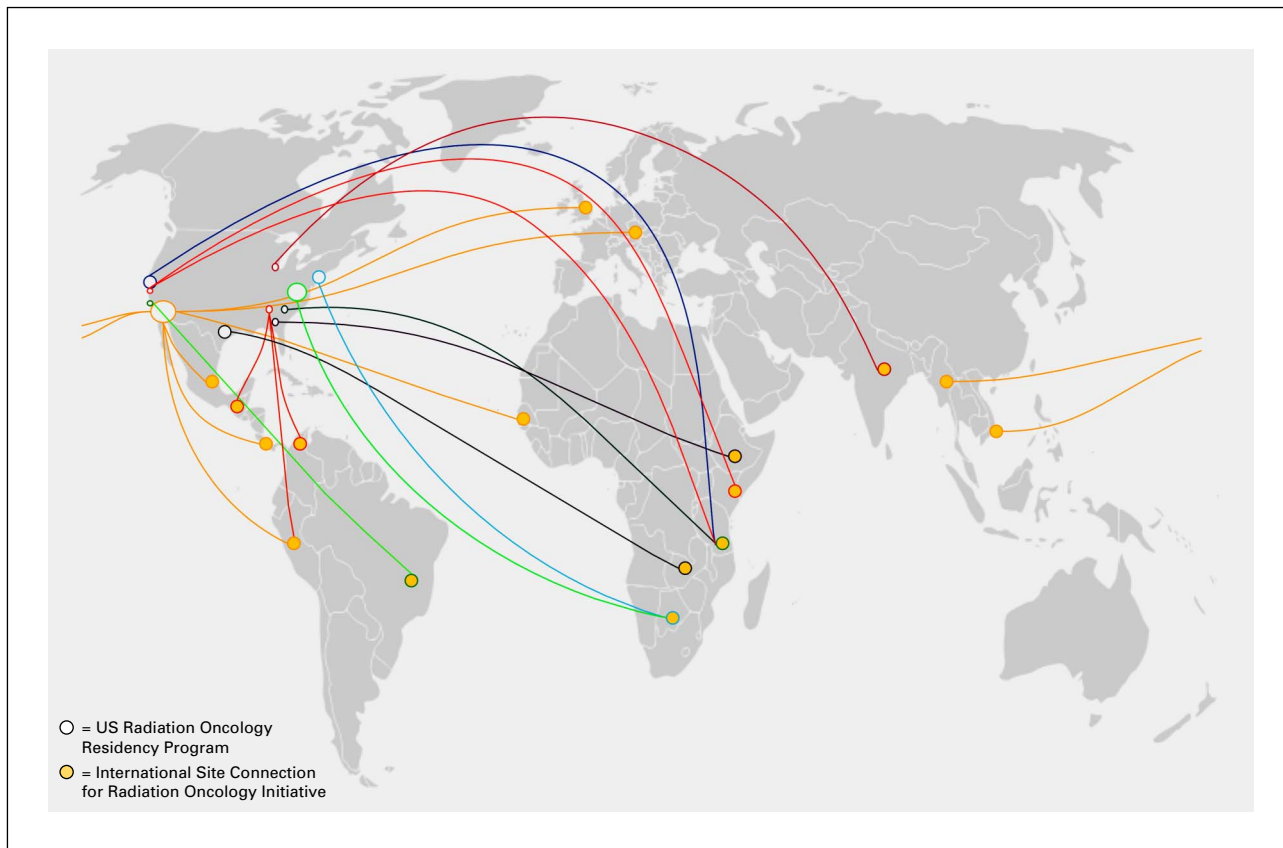 = US Radiation Oncology
Residency Program
= International Site Connection
for Radiation Oncology Initiative